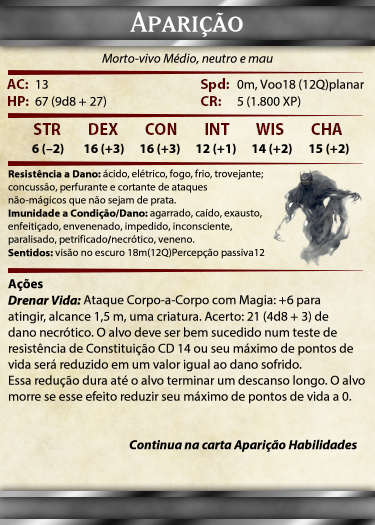 Aparição
Morto-vivo Médio, neutro e mau
AC: 13 Spd: 0m, Voo18 (12Q)planar
HP: 67 (9d8 + 27) CR: 5 (1.800 XP)
STR DEX CON INT WIS CHA
6 (–2) 16 (+3) 16 (+3) 12 (+1) 14 (+2) 15 (+2)
Resistência a Dano: ácido, elétrico, fogo, frio, trovejante;
concussão, perfurante e cortante de ataques
não-mágicos que não sejam de prata.
Imunidade a Condição/Dano: agarrado, caído, exausto,
enfeitiçado, envenenado, impedido, inconsciente,
paralisado, petrificado/necrótico, veneno.
Sentidos: visão no escuro 18m(12Q)Percepção passiva12
Ações
Drenar Vida: Ataque Corpo-a-Corpo com Magia: +6 para
atingir, alcance 1,5 m, uma criatura. Acerto: 21 (4d8 + 3) de
dano necrótico. O alvo deve ser bem sucedido num teste de
resistência de Constituição CD 14 ou seu máximo de pontos de
vida será reduzido em um valor igual ao dano sofrido.
Essa redução dura até o alvo terminar um descanso longo. O alvo
morre se esse efeito reduzir seu máximo de pontos de vida a 0.
Continua na carta Aparição Habilidades